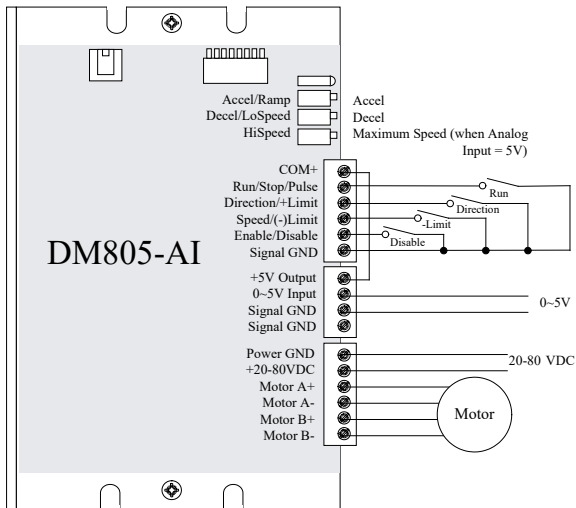 Accel/Ramp Accel
Decel/LoSpeed Decel
HiSpeed Maximum Speed (when Analog
Input = 5V)
COM+
Run/Stop/Pulse
Run
Direction/+Limit
Direction
Speed/(-)Limit
-Limit
Enable/Disable
Disable
Signal GND
DM805-AI
+5V Output
0~5V Input
0~5V
Signal GND
Signal GND
Power GND
20-80 VDC
+20-80VDC
Motor A+
Motor A-
Motor B+
Motor B-
Motor